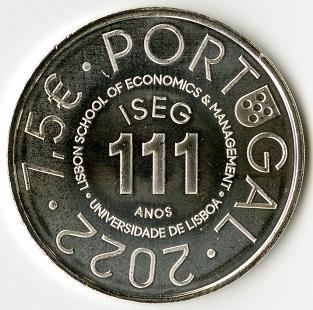 PORTUGAL · 2022 · 7,5€ ·
LISBON SCHOOL OF ECONOMICS & MANAGEMENT ·
ISEG
111
ANOS
UNIVERSIDADE DE LISBOA ·